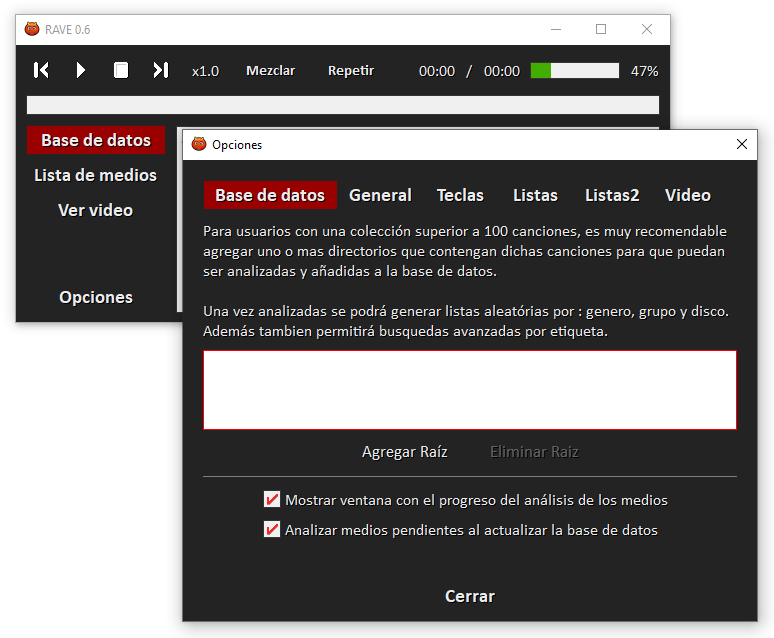 RAVE 0.6
x1.0 Mezclar Repetir 00:00 / 00:00 47%
Base de datos
Lista de medios
Ver video
Opciones
Opciones
Base de datos General Teclas Listas Listas2 Video
Para usuarios con una colección superior a 100 canciones, es muy recomendable
agregar uno o mas directorios que contengan dichas canciones para que puedan
ser analizadas y añadidas a la base de datos.
Una vez analizadas se podrá generar listas aleatórias por : genero, grupo y disco.
Además tambien permitirá busquedas avanzadas por etiqueta.
Agregar Raíz Eliminar Raiz
Mostrar ventana con el progreso del análisis de los medios
Analizar medios pendientes al actualizar la base de datos
Cerrar